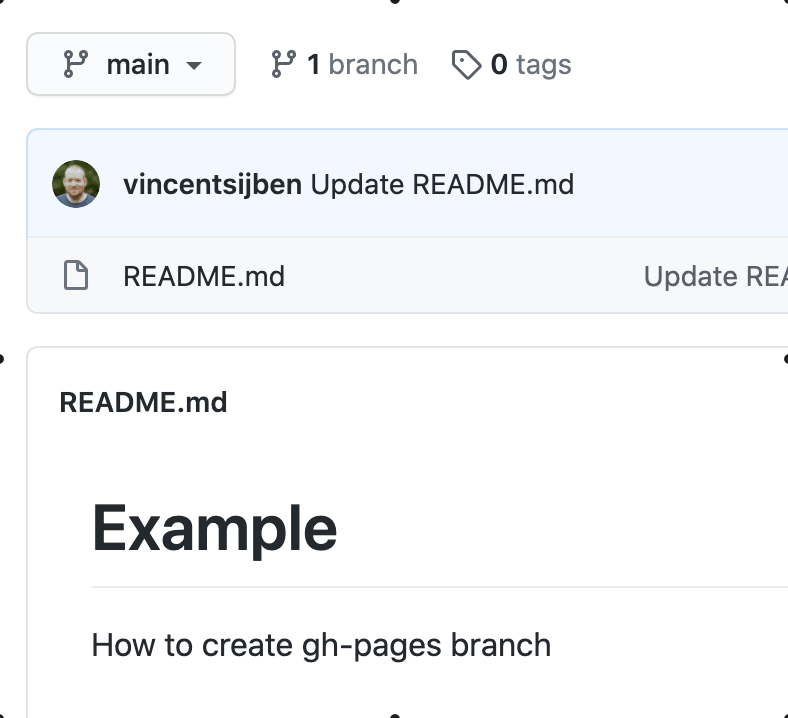 main 1 branch 0 tags
vincentsijben Update README.md
README.md Update REA
README.md
Example
How to create gh-pages branch